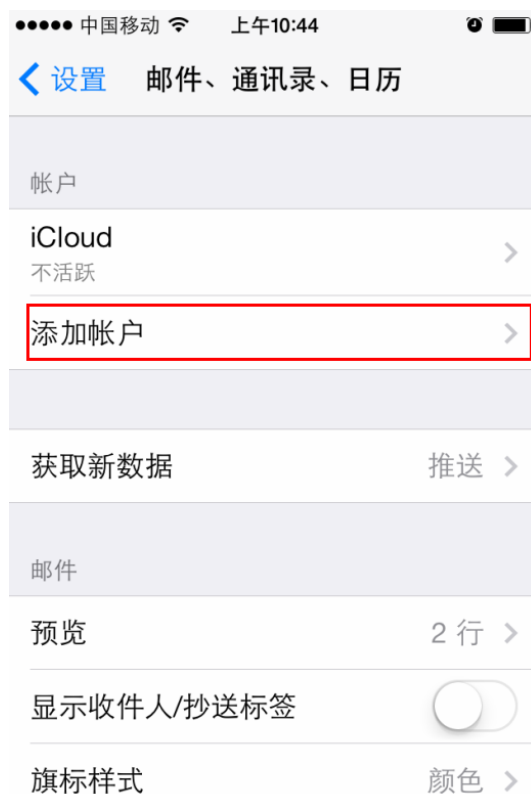 中国移动 上午10:44
设置 邮件、通讯录、日历
帐户
iCloud
不活跃
添加帐户
获取新数据 推送
邮件
预览 2 行
显示收件人/抄送标签
旗标样式 颜色